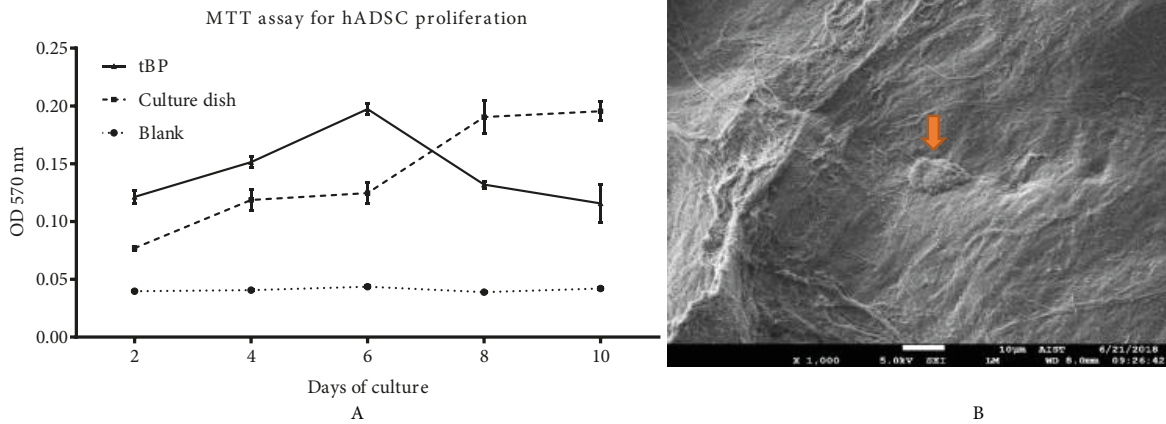 MTT assay for hADSC proliferation
0.25
0.20
0.15
0.10
0.05
0.00
OD 570 nm
tBP
Culture dish
Blank
2 4 6 8 10
Days of culture
A
10µm AIST 6/21/2018
X 1,000 5.0kV SEI LM WD 8.0mm 09:26:42
B